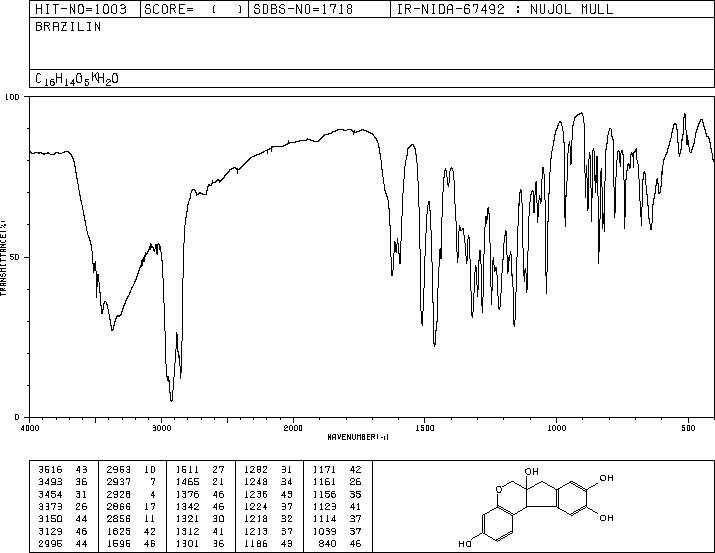 HIT-NO=1003 SCORE= ( ) SDBS-NO=1718 IR-NIDA-67492 : NUJOL MULL
BRAZILIN
C16H14O5KH2O
100
TRANSMITTANCE(%)
50
0
4000 3000 2000 1500 1000 500
WAVENUMBER(-1)
3516 43 2953 10 1511 27 1282 31 1171 42
3493 36 2937 7 1465 21 1248 34 1161 26
3454 31 2928 4 1376 46 1236 43 1156 35
3373 26 2866 17 1342 46 1224 37 1123 41
3150 44 2856 11 1321 30 1218 32 1114 37
3129 46 1625 42 1312 41 1213 37 1039 37
2995 44 1595 46 1301 36 1186 43 840 46
OH
OH
O
OH
HO